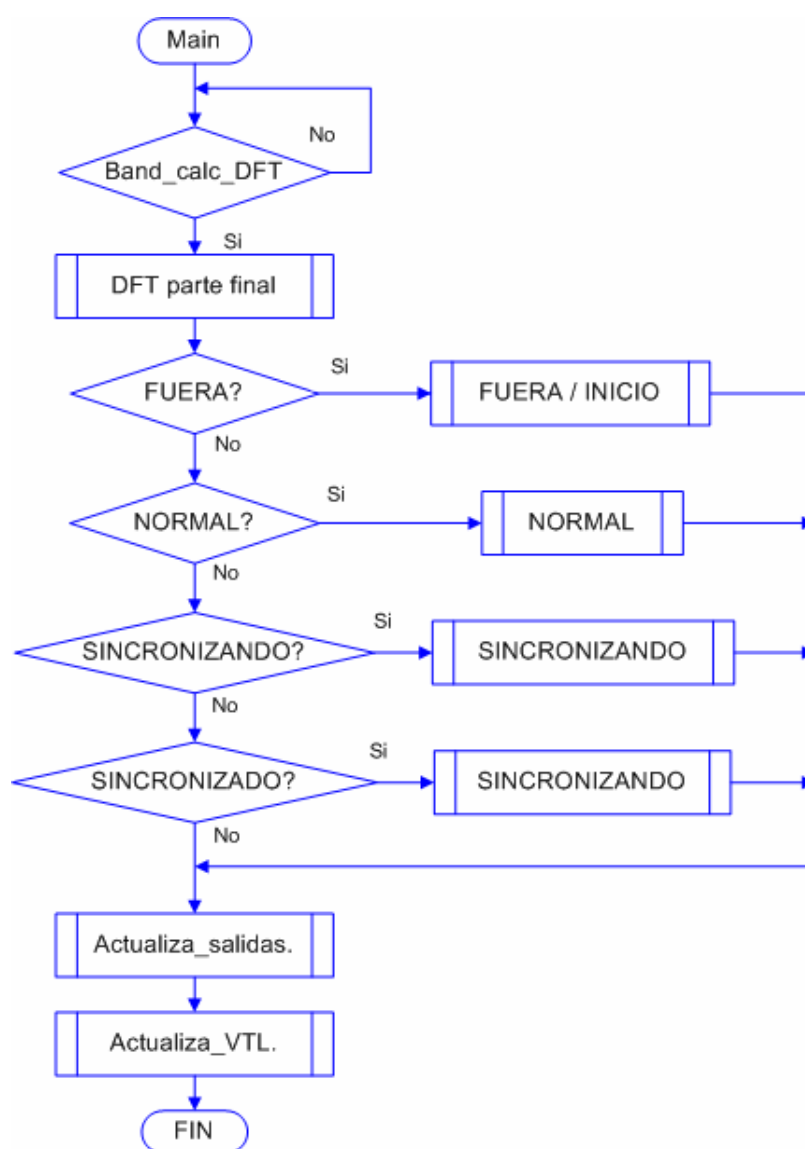 Main
No
Band_calc_DFT
Si
DFT parte final
FUERA?
Si
FUERA / INICIO
No
NORMAL?
Si
NORMAL
No
SINCRONIZANDO?
Si
SINCRONIZANDO
No
SINCRONIZADO?
Si
SINCRONIZANDO
No
Actualiza_salidas.
Actualiza_VTL.
FIN